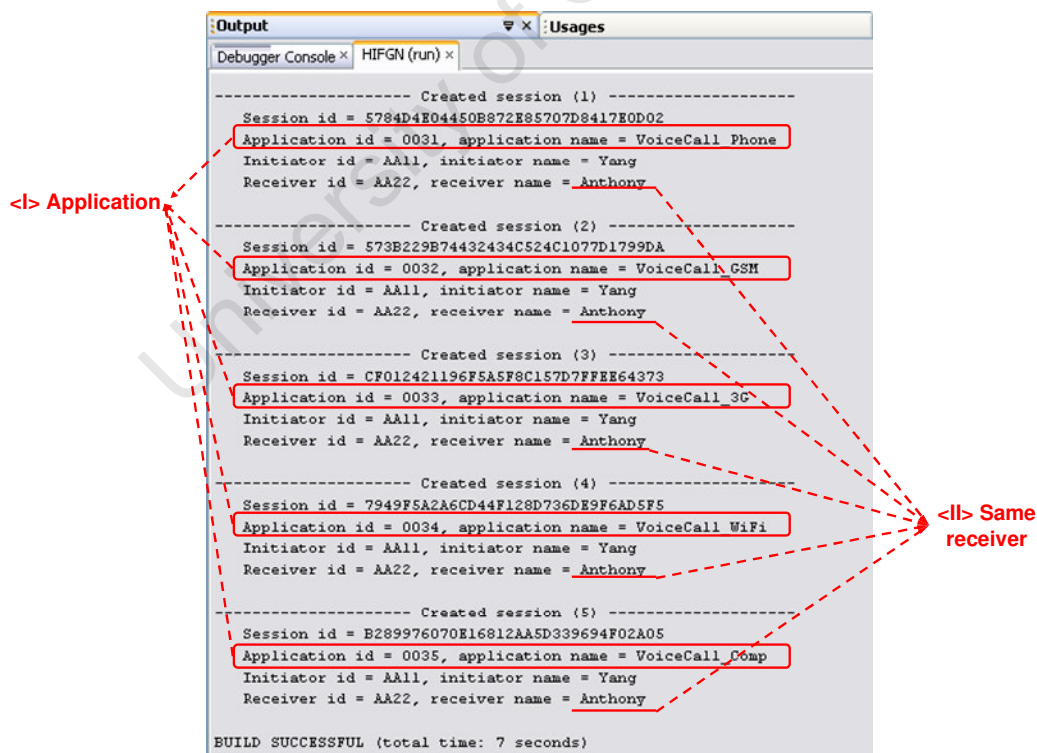 Output
Usages
Debugger Console
HIFGN (run)
--------------------- Created session (1) --------------------
Session id = 5784D4E04450B872E85707D8417E0D02
Application id = 0031, application name = VoiceCall_Phone
Initiator id = AA11, initiator name = Yang
Receiver id = AA22, receiver name = Anthony
<I> Application
--------------------- Created session (2) --------------------
Session id = 573B229B74432434C524C1077D1799DA
Application id = 0032, application name = VoiceCall_GSM
Initiator id = AA11, initiator name = Yang
Receiver id = AA22, receiver name = Anthony
--------------------- Created session (3) --------------------
Session id = CF012421196F5A5F8C157D7FFEE64373
Application id = 0033, application name = VoiceCall_3G
Initiator id = AA11, initiator name = Yang
Receiver id = AA22, receiver name = Anthony
--------------------- Created session (4) --------------------
Session id = 7949F5A2A6CD44F128D736DE9F6AD5F5
Application id = 0034, application name = VoiceCall_WiFi
Initiator id = AA11, initiator name = Yang
Receiver id = AA22, receiver name = Anthony
<II> Same
receiver
--------------------- Created session (5) --------------------
Session id = B289976070E16812AA5D339694F02A05
Application id = 0035, application name = VoiceCall_Comp
Initiator id = AA11, initiator name = Yang
Receiver id = AA22, receiver name = Anthony
BUILD SUCCESSFUL (total time: 7 seconds)
University of